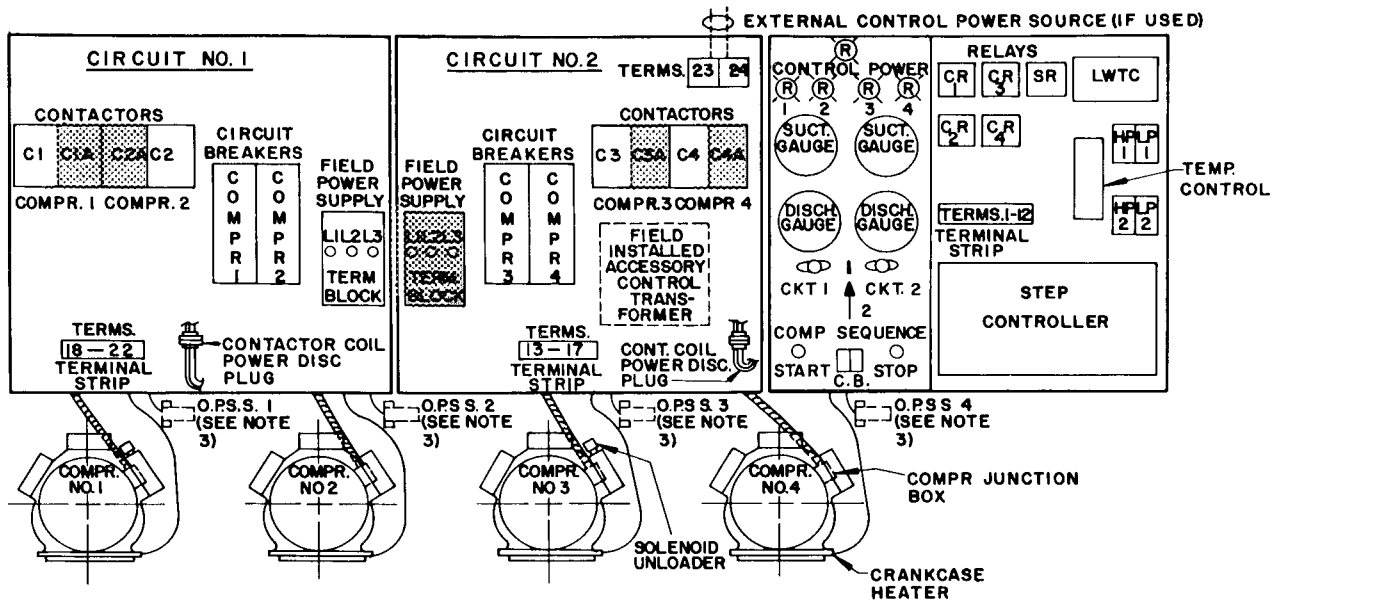 EXTERNAL CONTROL POWER SOURCE (IF USED)
CIRCUIT NO. 1
CONTACTORS
C1 C1A C2A C2
COMPR. 1 COMPR. 2
CIRCUIT
BREAKERS
COMPR 1
COMPR 2
FIELD
POWER
SUPPLY
L1 L2 L3
TERM
BLOCK
TERMS.
18 — 22
TERMINAL
STRIP
CONTACTOR COIL
POWER DISC
PLUG
CIRCUIT NO. 2
TERMS. 23 24
FIELD
POWER
SUPPLY
L1 L2 L3
TERM
BLOCK
CIRCUIT
BREAKERS
COMPR 3
COMPR 4
CONTACTORS
C3 C3A C4 C4A
COMPR. 3 COMPR 4
FIELD
INSTALLED
ACCESSORY
CONTROL
TRANS-
FORMER
TERMS.
13 — 17
TERMINAL
STRIP
CONT. COIL
POWER DISC.
PLUG
R
CONTROL POWER
R R R R
1 2 3 4
SUCT. GAUGE
SUCT. GAUGE
DISCH. GAUGE
DISCH. GAUGE
CKT 1
1
CKT. 2
2
COMP SEQUENCE
START
C.B.
STOP
RELAYS
CR 1
CR 3
SR
LWTC
CR 2
CR 4
HP 1
LP 1
TEMP.
CONTROL
HP 2
LP 2
TERMS. 1-12
TERMINAL
STRIP
STEP
CONTROLLER
O.P.S.S. 1
(SEE NOTE
3)
O.P.S S. 2
(SEE NOTE
3)
O.P.S S. 3
(SEE NOTE
3)
O.P.S S 4
(SEE NOTE
3)
COMPR.
NO. 1
COMPR.
NO 2
COMPR.
NO 3
COMPR.
NO. 4
COMPR JUNCTION
BOX
SOLENOID
UNLOADER
CRANKCASE
HEATER